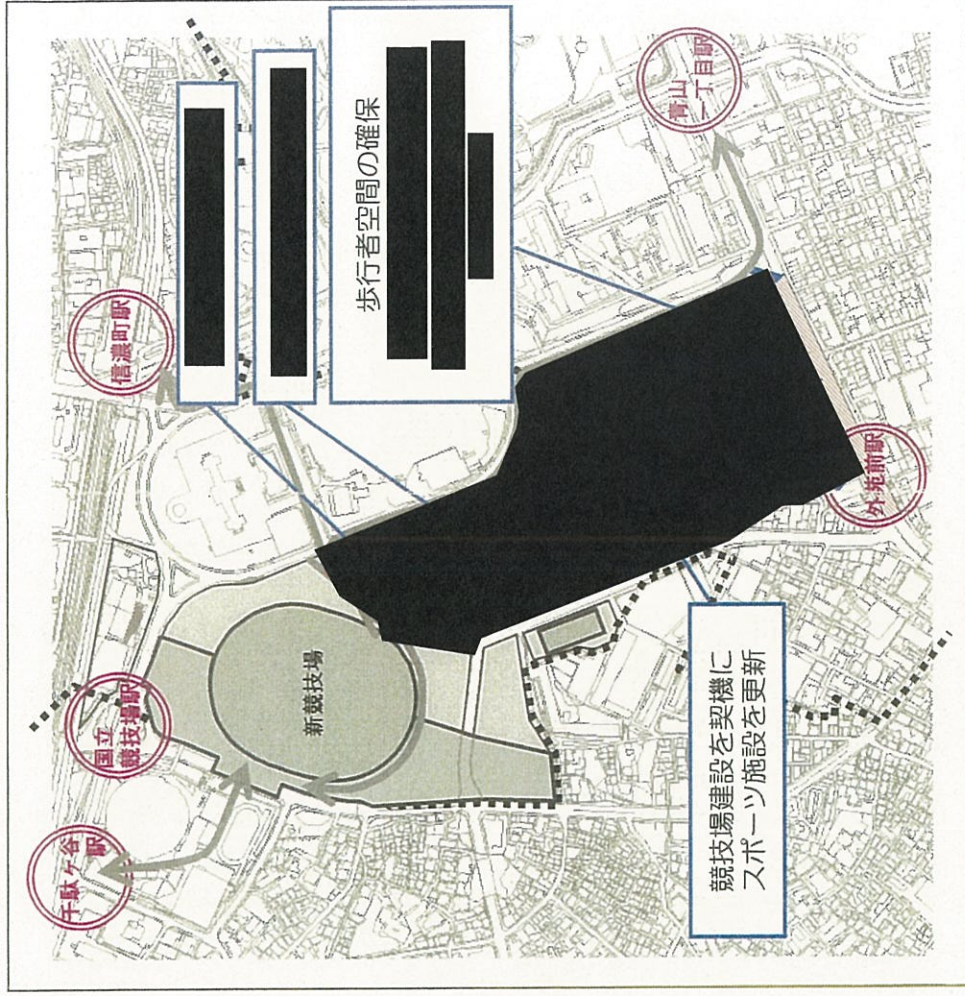 千駄ケ谷
駅
国立
競技場駅
信濃町駅
新競技場
歩行者空間の確保
青山
一丁目駅
外苑前駅
競技場建設を契機に
スポーツ施設を更新